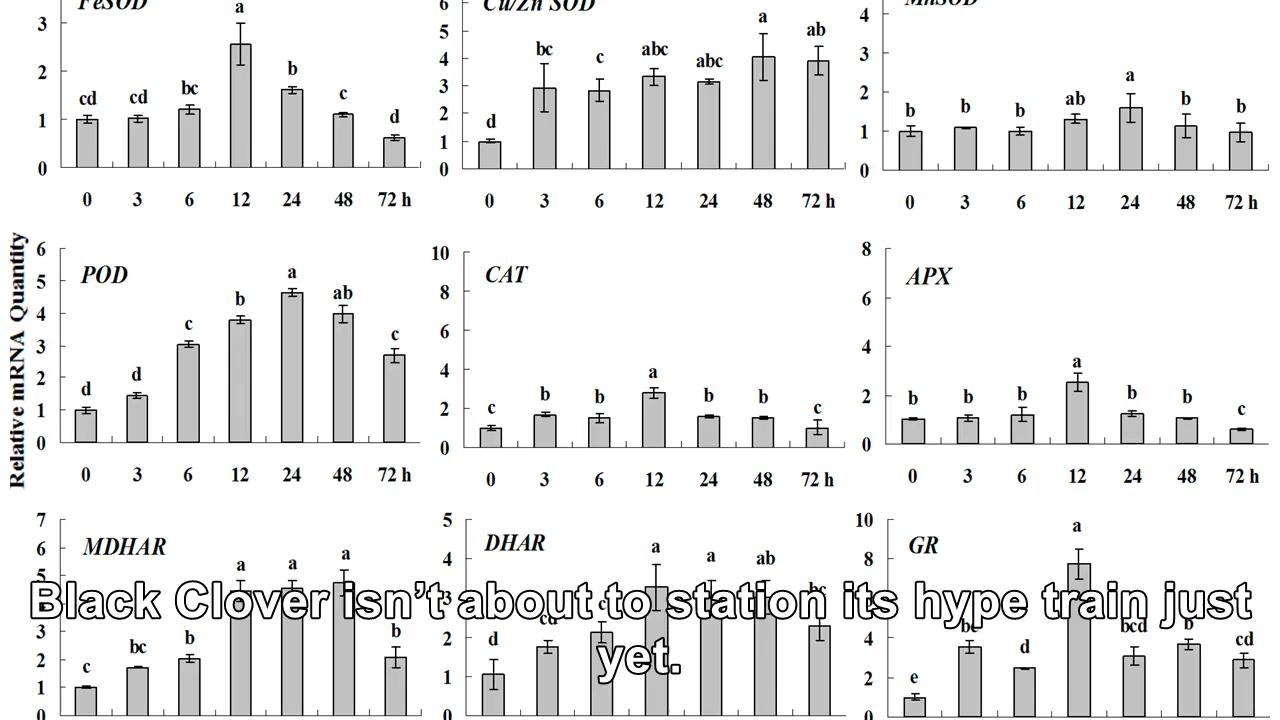 FeSOD
Cu/Zn SOD
MnSOD
3 2 1 0
cd cd bc a b c d
0 3 6 12 24 48 72 h
6 5 4 3 2 1 0
d bc c abc abc a ab
0 3 6 12 24 48 72 h
4 3 2 1 0
b b b ab a b b
0 3 6 12 24 48 72 h
Relative mRNA Quantity
POD
6 5 4 3 2 1 0
d d c b a ab c
0 3 6 12 24 48 72 h
CAT
10 8 6 4 2 0
c b b a b b c
0 3 6 12 24 48 72 h
APX
8 6 4 2 0
b b b a b b c
0 3 6 12 24 48 72 h
MDHAR
7 6 5 3 2 1 0
c bc b a a a b
DHAR
5 4 3 2 1 0
d cd c a a ab bc
GR
10 8 4 2 0
e bc d a bcd b cd
Black Clover isn't about to station its hype train just
yet.